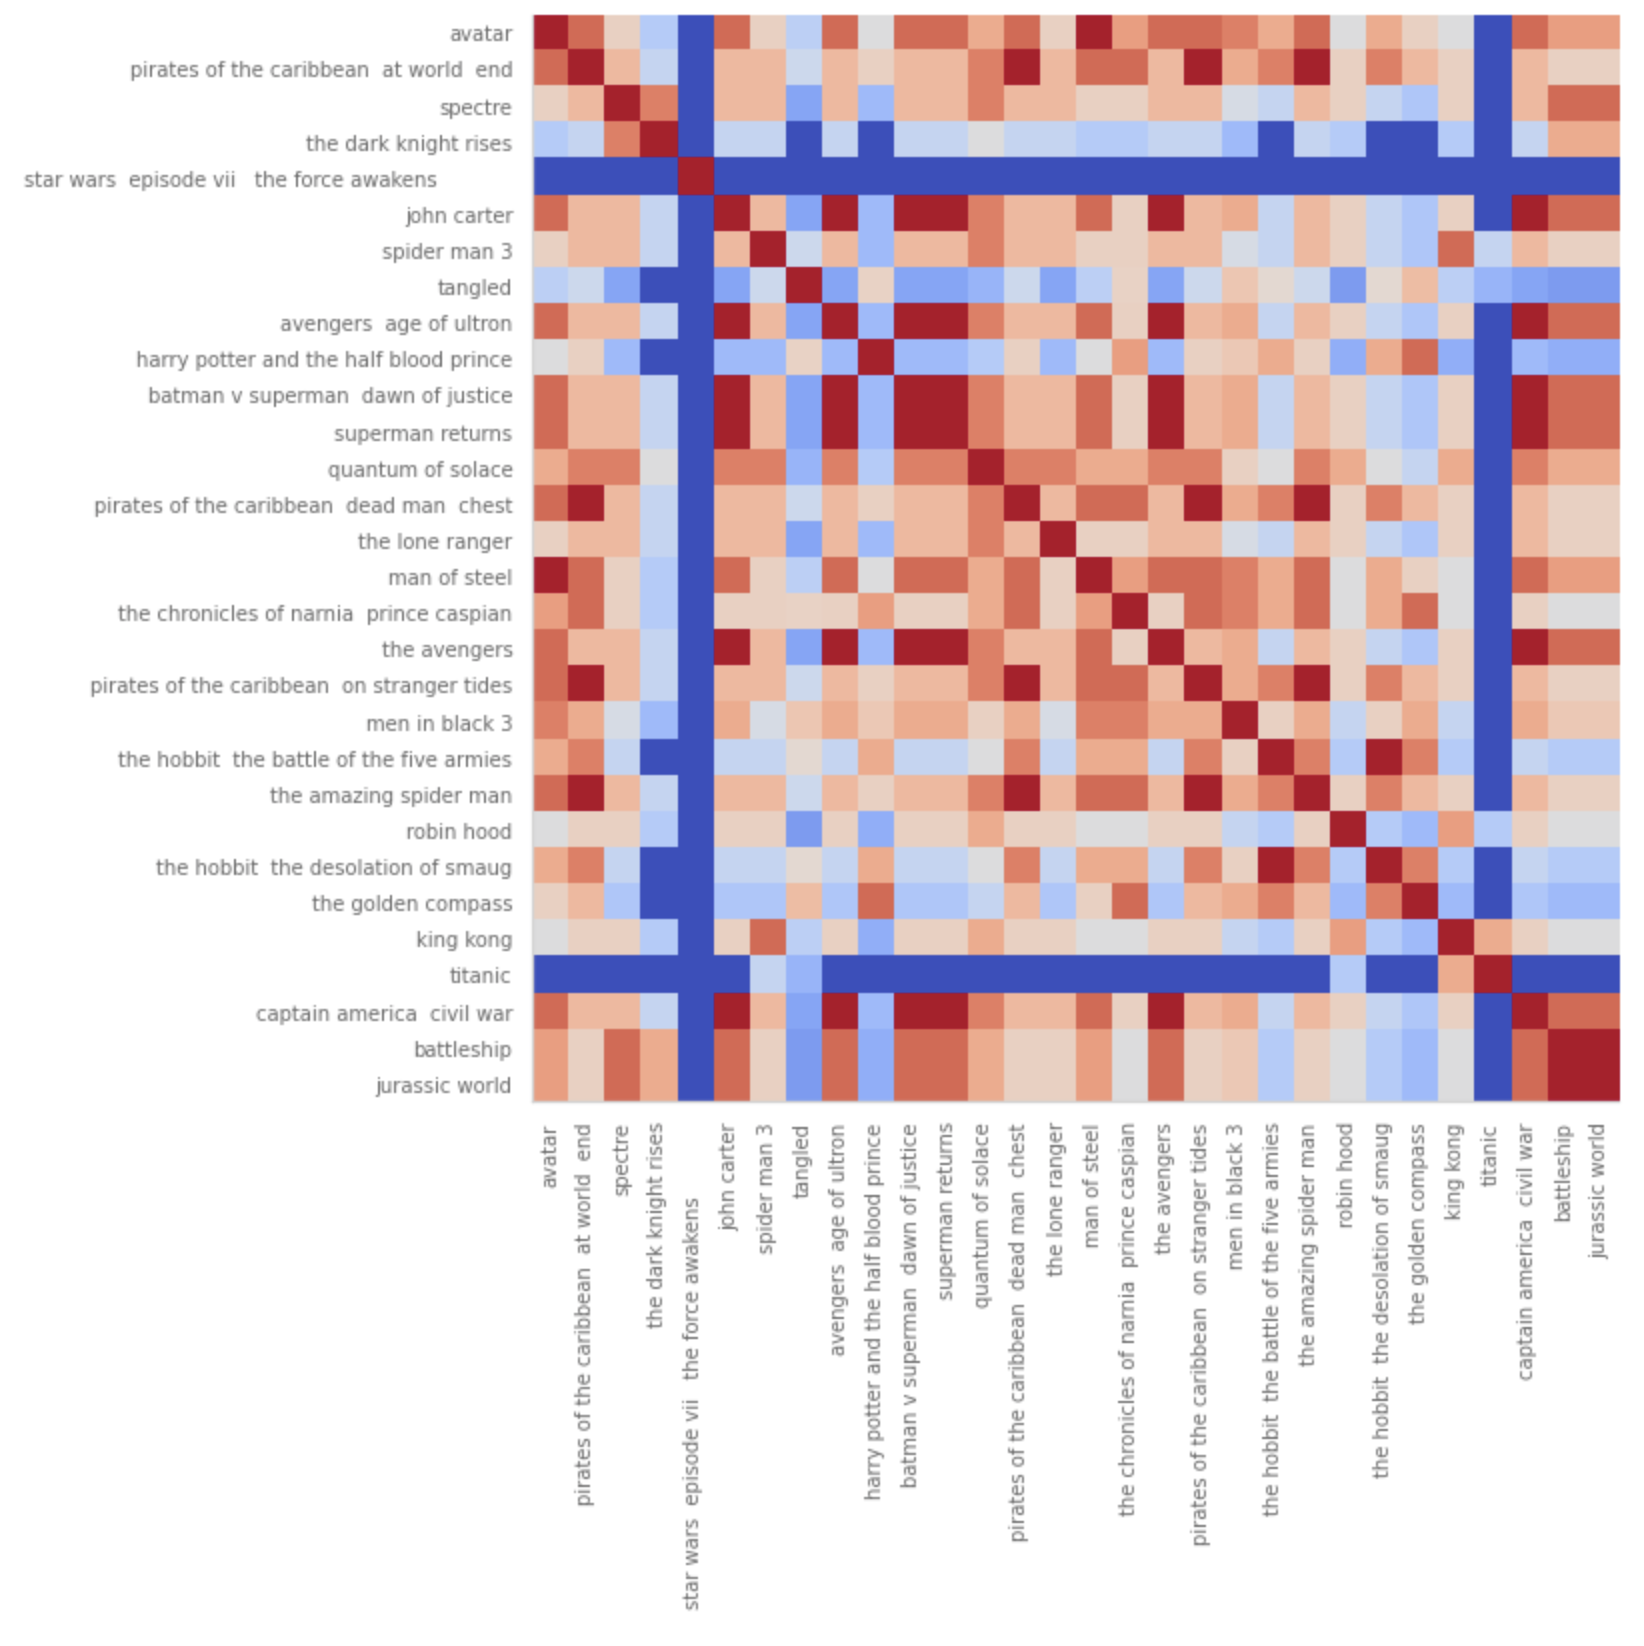 avatar
pirates of the caribbean  at world  end
spectre
the dark knight rises
star wars  episode vii   the force awakens
john carter
spider man 3
tangled
avengers  age of ultron
harry potter and the half blood prince
batman v superman  dawn of justice
superman returns
quantum of solace
pirates of the caribbean  dead man  chest
the lone ranger
man of steel
the chronicles of narnia  prince caspian
the avengers
pirates of the caribbean  on stranger tides
men in black 3
the hobbit  the battle of the five armies
the amazing spider man
robin hood
the hobbit  the desolation of smaug
the golden compass
king kong
titanic
captain america  civil war
battleship
jurassic world
avatar
pirates of the caribbean  at world  end
spectre
the dark knight rises
star wars  episode vii   the force awakens
john carter
spider man 3
tangled
avengers  age of ultron
harry potter and the half blood prince
batman v superman  dawn of justice
superman returns
quantum of solace
pirates of the caribbean  dead man  chest
the lone ranger
man of steel
the chronicles of narnia  prince caspian
the avengers
pirates of the caribbean  on stranger tides
men in black 3
the hobbit  the battle of the five armies
the amazing spider man
robin hood
the hobbit  the desolation of smaug
the golden compass
king kong
titanic
captain america  civil war
battleship
jurassic world